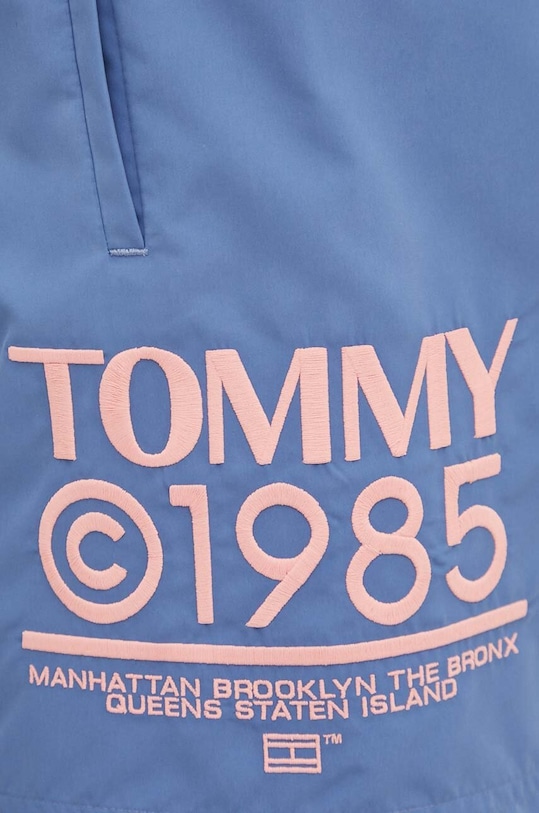 TOMMY
©1985
MANHATTAN BROOKLYN THE BRONX
QUEENS STATEN ISLAND
™